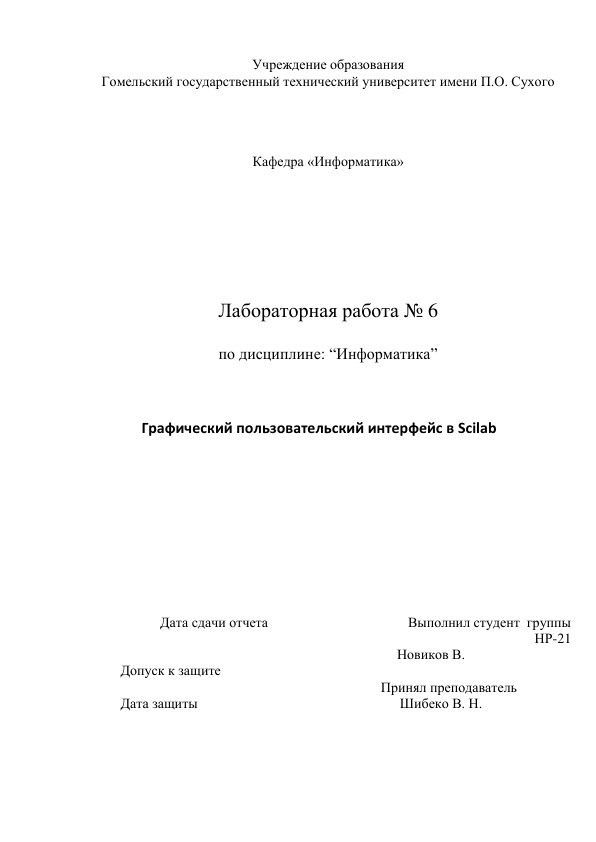 Учреждение образования
Гомельский государственный технический университет имени П.О. Сухого
Кафедра «Информатика»
Лабораторная работа № 6
по дисциплине: “Информатика”
Графический пользовательский интерфейс в Scilab
Дата сдачи отчета Выполнил студент группы
НР-21
Новиков В.
Допуск к защите
Принял преподаватель
Дата защиты Шибеко В. Н.